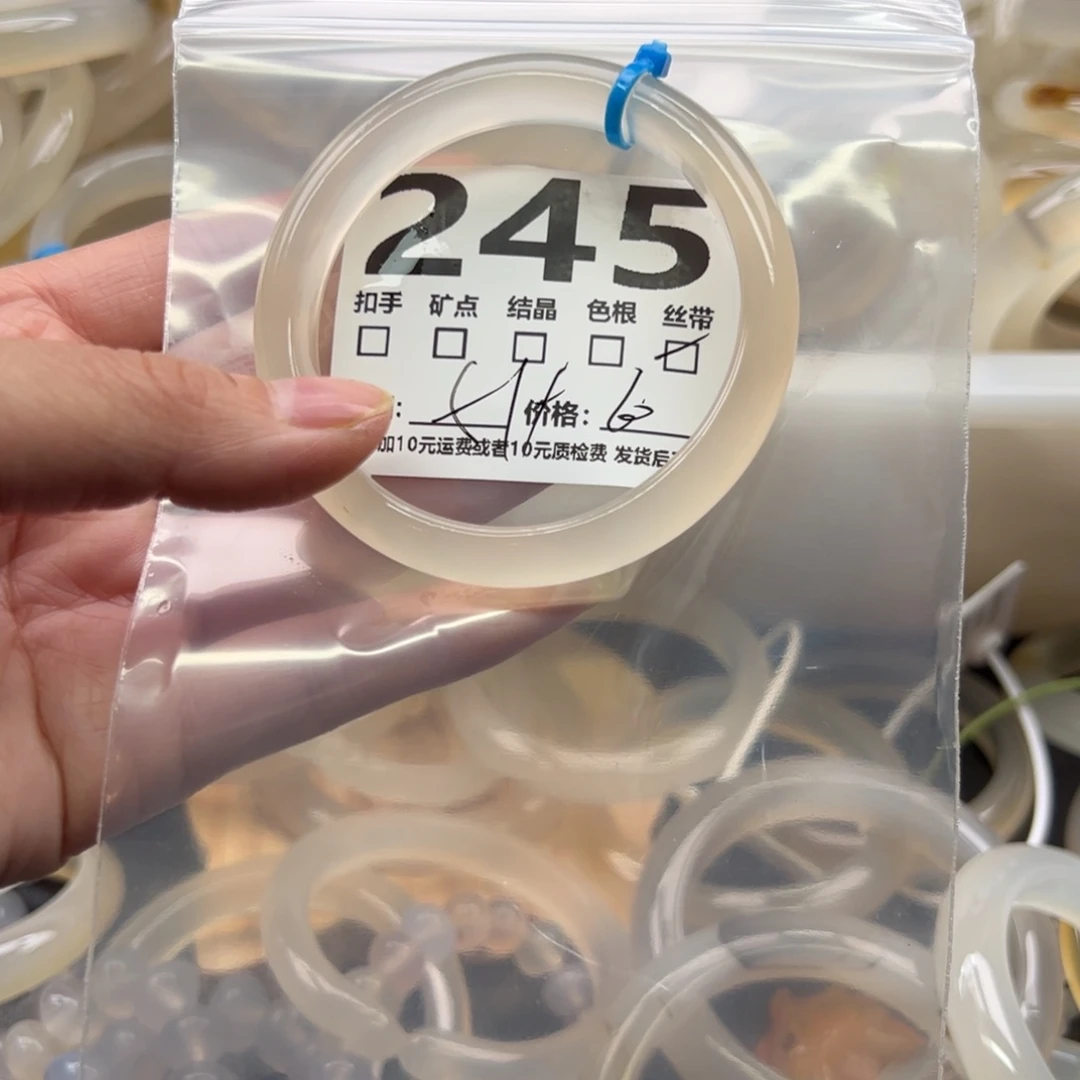 245
扣手 矿点 结晶 色根 丝带
: 价格：6
加10元运费或者10元质检费 发货后